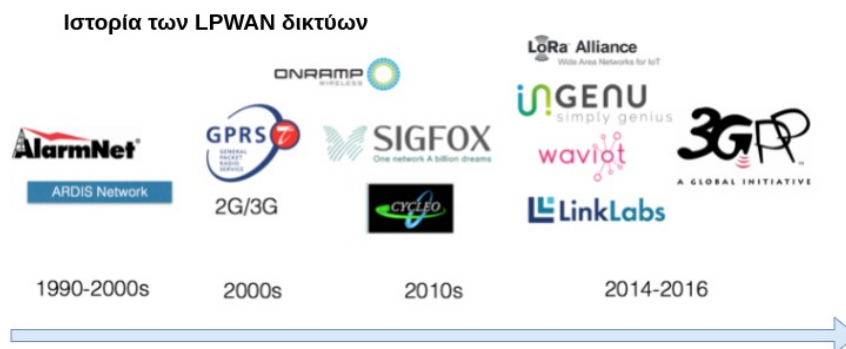 Ιστορία των LPWAN δικτύων
AlarmNet
ARDIS Network
1990-2000s
GPRS
GENERAL
PACKET
RADIO
SERVICE
2G/3G
2000s
ONRAMP
WIRELESS
SIGFOX
One network A billion dreams
CYCLEO
2010s
LoRa Alliance
Wide Area Networks for IoT
INGENU
simply genius
waviot
LinkLabs
3GPP
TM
A GLOBAL INITIATIVE
2014-2016